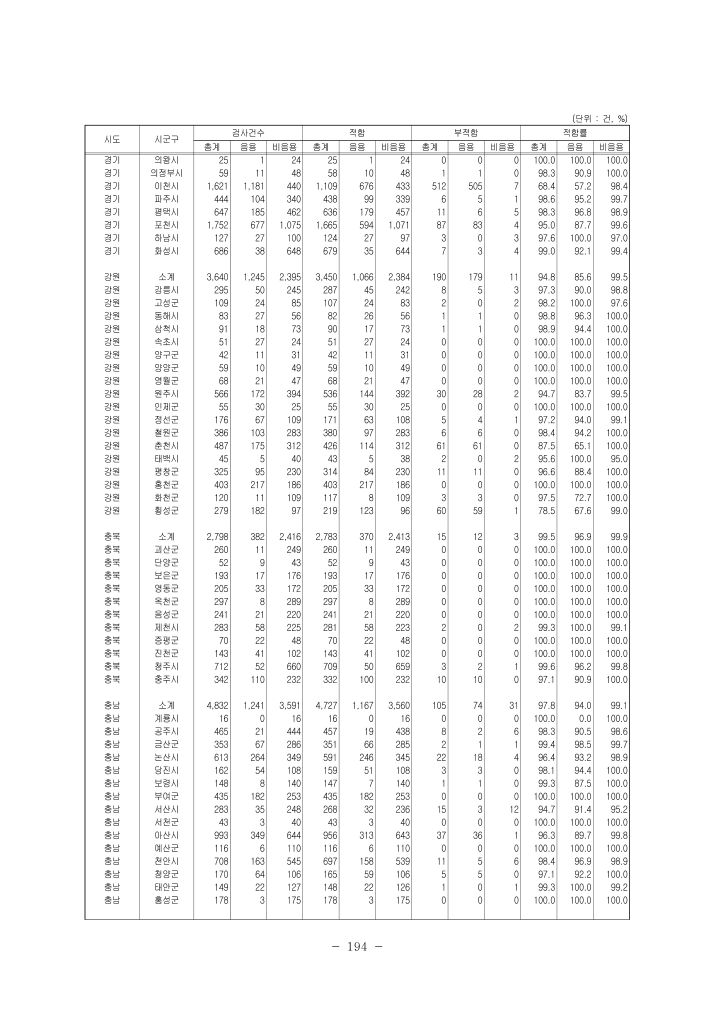 (단위 : 건, %)
시도 시군구 검사건수 적합 부적합 적합률
총계 음용 비음용 총계 음용 비음용 총계 음용 비음용 총계 음용 비음용
경기 의왕시 25 1 24 25 1 24 0 0 0 100.0 100.0 100.0
경기 의정부시 59 11 48 58 10 48 1 1 0 98.3 90.9 100.0
경기 이천시 1,621 1,181 440 1,109 676 433 512 505 7 68.4 57.2 98.4
경기 파주시 444 104 340 438 99 339 6 5 1 98.6 95.2 99.7
경기 평택시 647 185 462 636 179 457 11 6 5 98.3 96.8 98.9
경기 포천시 1,752 677 1,075 1,665 594 1,071 87 83 4 95.0 87.7 99.6
경기 하남시 127 27 100 124 27 97 3 0 3 97.6 100.0 97.0
경기 화성시 686 38 648 679 35 644 7 3 4 99.0 92.1 99.4
강원 소계 3,640 1,245 2,395 3,450 1,066 2,384 190 179 11 94.8 85.6 99.5
강원 강릉시 295 50 245 287 45 242 8 5 3 97.3 90.0 98.8
강원 고성군 109 24 85 107 24 83 2 0 2 98.2 100.0 97.6
강원 동해시 83 27 56 82 26 56 1 1 0 98.8 96.3 100.0
강원 삼척시 91 18 73 90 17 73 1 1 0 98.9 94.4 100.0
강원 속초시 51 27 24 51 27 24 0 0 0 100.0 100.0 100.0
강원 양구군 42 11 31 42 11 31 0 0 0 100.0 100.0 100.0
강원 양양군 59 10 49 59 10 49 0 0 0 100.0 100.0 100.0
강원 영월군 68 21 47 68 21 47 0 0 0 100.0 100.0 100.0
강원 원주시 566 172 394 536 144 392 30 28 2 94.7 83.7 99.5
강원 인제군 55 30 25 55 30 25 0 0 0 100.0 100.0 100.0
강원 정선군 176 67 109 171 63 108 5 4 1 97.2 94.0 99.1
강원 철원군 386 103 283 380 97 283 6 6 0 98.4 94.2 100.0
강원 춘천시 487 175 312 426 114 312 61 61 0 87.5 65.1 100.0
강원 태백시 45 5 40 43 5 38 2 0 2 95.6 100.0 95.0
강원 평창군 325 95 230 314 84 230 11 11 0 96.6 88.4 100.0
강원 홍천군 403 217 186 403 217 186 0 0 0 100.0 100.0 100.0
강원 화천군 120 11 109 117 8 109 3 3 0 97.5 72.7 100.0
강원 횡성군 279 182 97 219 123 96 60 59 1 78.5 67.6 99.0
충북 소계 2,798 382 2,416 2,783 370 2,413 15 12 3 99.5 96.9 99.9
충북 괴산군 260 11 249 260 11 249 0 0 0 100.0 100.0 100.0
충북 단양군 52 9 43 52 9 43 0 0 0 100.0 100.0 100.0
충북 보은군 193 17 176 193 17 176 0 0 0 100.0 100.0 100.0
충북 영동군 205 33 172 205 33 172 0 0 0 100.0 100.0 100.0
충북 옥천군 297 8 289 297 8 289 0 0 0 100.0 100.0 100.0
충북 음성군 241 21 220 241 21 220 0 0 0 100.0 100.0 100.0
충북 제천시 283 58 225 281 58 223 2 0 2 99.3 100.0 99.1
충북 증평군 70 22 48 70 22 48 0 0 0 100.0 100.0 100.0
충북 진천군 143 41 102 143 41 102 0 0 0 100.0 100.0 100.0
충북 청주시 712 52 660 709 50 659 3 2 1 99.6 96.2 99.8
충북 충주시 342 110 232 332 100 232 10 10 0 97.1 90.9 100.0
충남 소계 4,832 1,241 3,591 4,727 1,167 3,560 105 74 31 97.8 94.0 99.1
충남 계룡시 16 0 16 16 0 16 0 0 0 100.0 0.0 100.0
충남 공주시 465 21 444 457 19 438 8 2 6 98.3 90.5 98.6
충남 금산군 353 67 286 351 66 285 2 1 1 99.4 98.5 99.7
충남 논산시 613 264 349 591 246 345 22 18 4 96.4 93.2 98.9
충남 당진시 162 54 108 159 51 108 3 3 0 98.1 94.4 100.0
충남 보령시 148 8 140 147 7 140 1 1 0 99.3 87.5 100.0
충남 부여군 435 182 253 435 182 253 0 0 0 100.0 100.0 100.0
충남 서산시 283 35 248 268 32 236 15 3 12 94.7 91.4 95.2
충남 서천군 43 3 40 43 3 40 0 0 0 100.0 100.0 100.0
충남 아산시 993 349 644 956 313 643 37 36 1 96.3 89.7 99.8
충남 예산군 116 6 110 116 6 110 0 0 0 100.0 100.0 100.0
충남 천안시 708 163 545 697 158 539 11 5 6 98.4 96.9 98.9
충남 청양군 170 64 106 165 59 106 5 5 0 97.1 92.2 100.0
충남 태안군 149 22 127 148 22 126 1 0 1 99.3 100.0 99.2
충남 홍성군 178 3 175 178 3 175 0 0 0 100.0 100.0 100.0
- 194 -